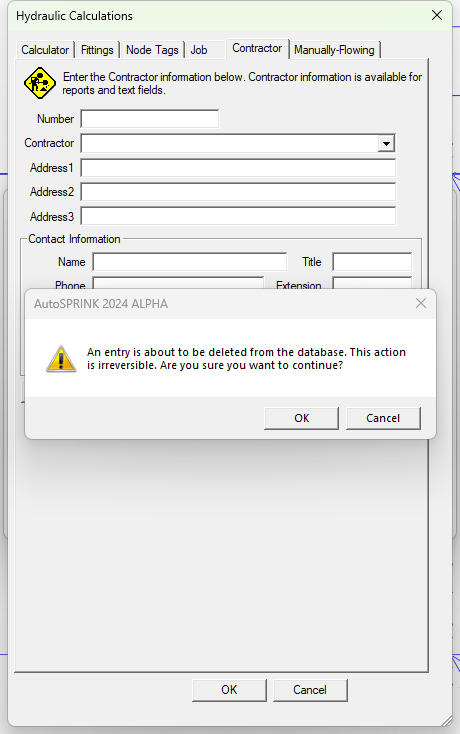 Hydraulic Calculations
Calculator Fittings Node Tags Job Contractor Manually-Flowing
Enter the Contractor information below. Contractor information is available for
reports and text fields.
Number
Contractor
Address1
Address2
Address3
Contact Information
Name Title
Phone Extension
AutoSPRINK 2024 ALPHA
An entry is about to be deleted from the database. This action
is irreversible. Are you sure you want to continue?
OK Cancel
OK Cancel